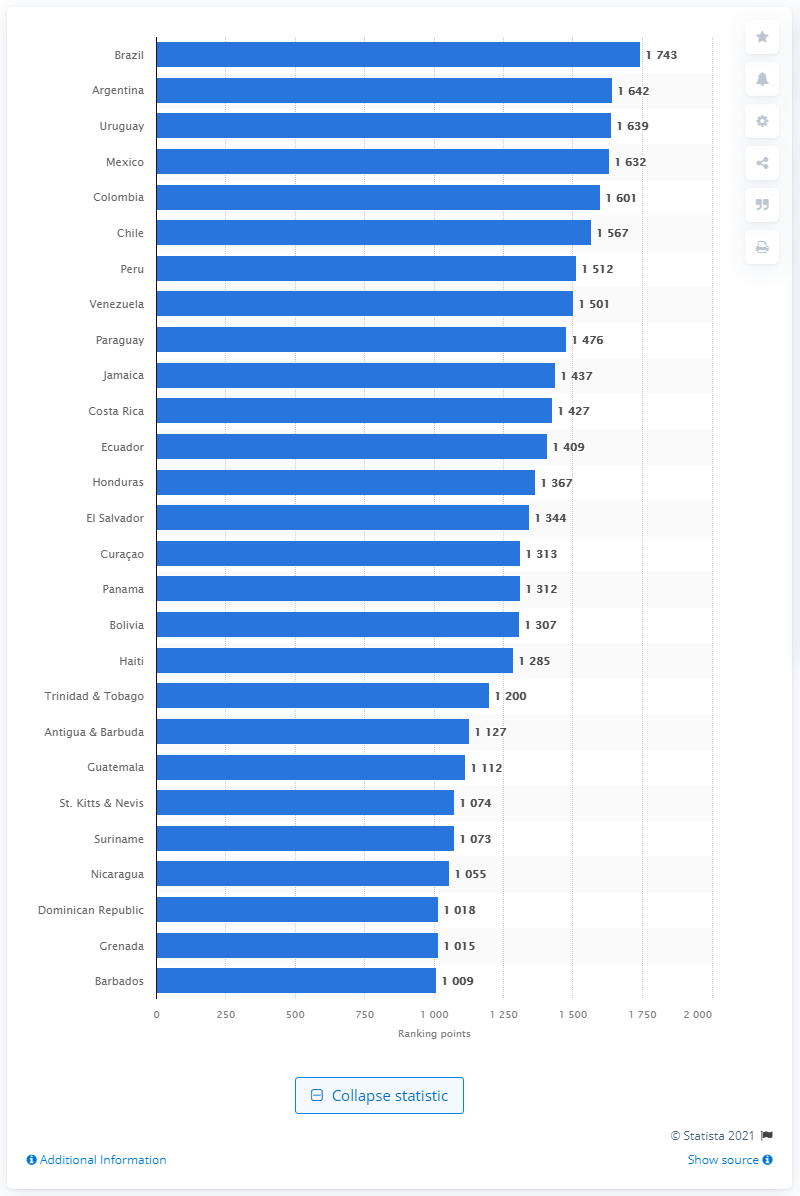 Brazil 1 743
Argentina 1 642
Uruguay 1 639
Mexico 1 632
Colombia 1 601
Chile 1 567
Peru 1 512
Venezuela 1 501
Paraguay 1 476
Jamaica 1 437
Costa Rica 1 427
Ecuador 1 409
Honduras 1 367
El Salvador 1 344
Curaçao 1 313
Panama 1 312
Bolivia 1 307
Haiti 1 285
Trinidad & Tobago 1 200
Antigua & Barbuda 1 127
Guatemala 1 112
St. Kitts & Nevis 1 074
Suriname 1 073
Nicaragua 1 055
Dominican Republic 1 018
Grenada 1 015
Barbados 1 009
0 250 500 750 1 000 1 250 1 500 1 750 2 000
Ranking points
Collapse statistic
© Statista 2021
Additional Information Show source